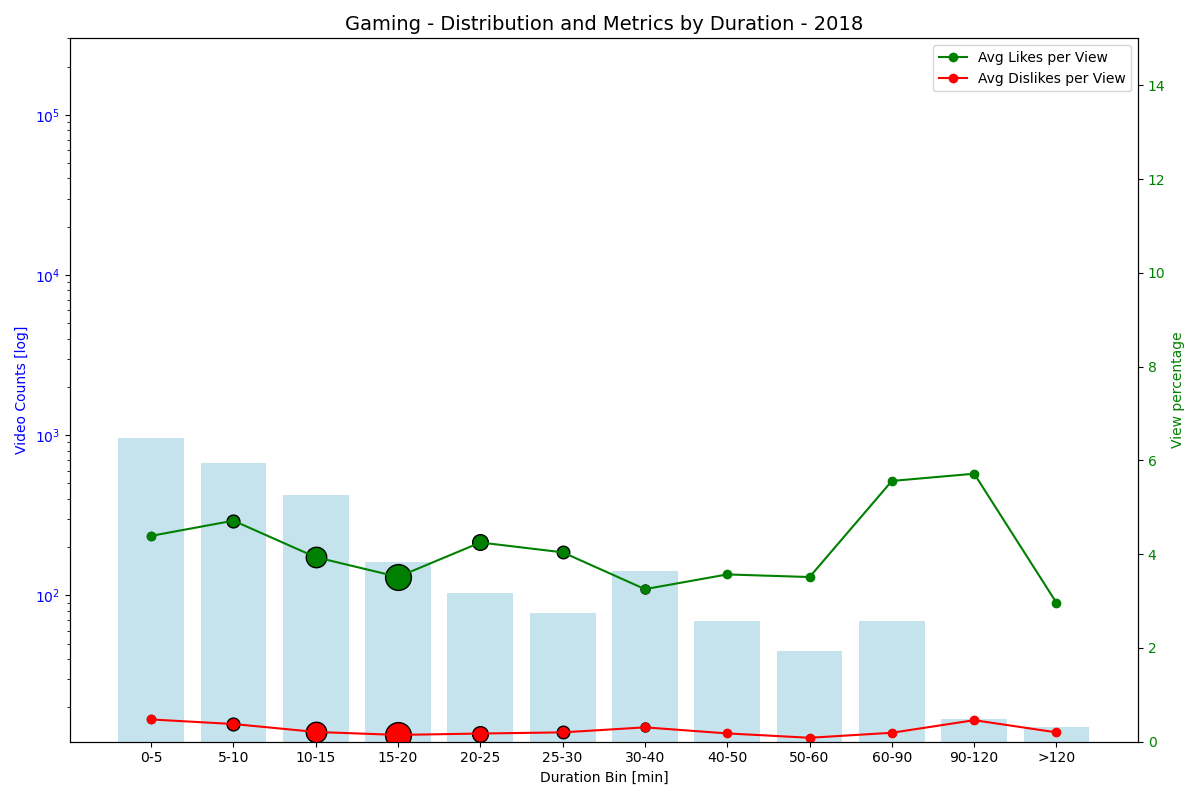 Gaming - Distribution and Metrics by Duration - 2018
Avg Likes per View
Avg Dislikes per View
Video Counts [log]
10^5
10^4
10^3
10^2
View percentage
14
12
10
8
6
4
2
0
0-5 5-10 10-15 15-20 20-25 25-30 30-40 40-50 50-60 60-90 90-120 >120
Duration Bin [min]